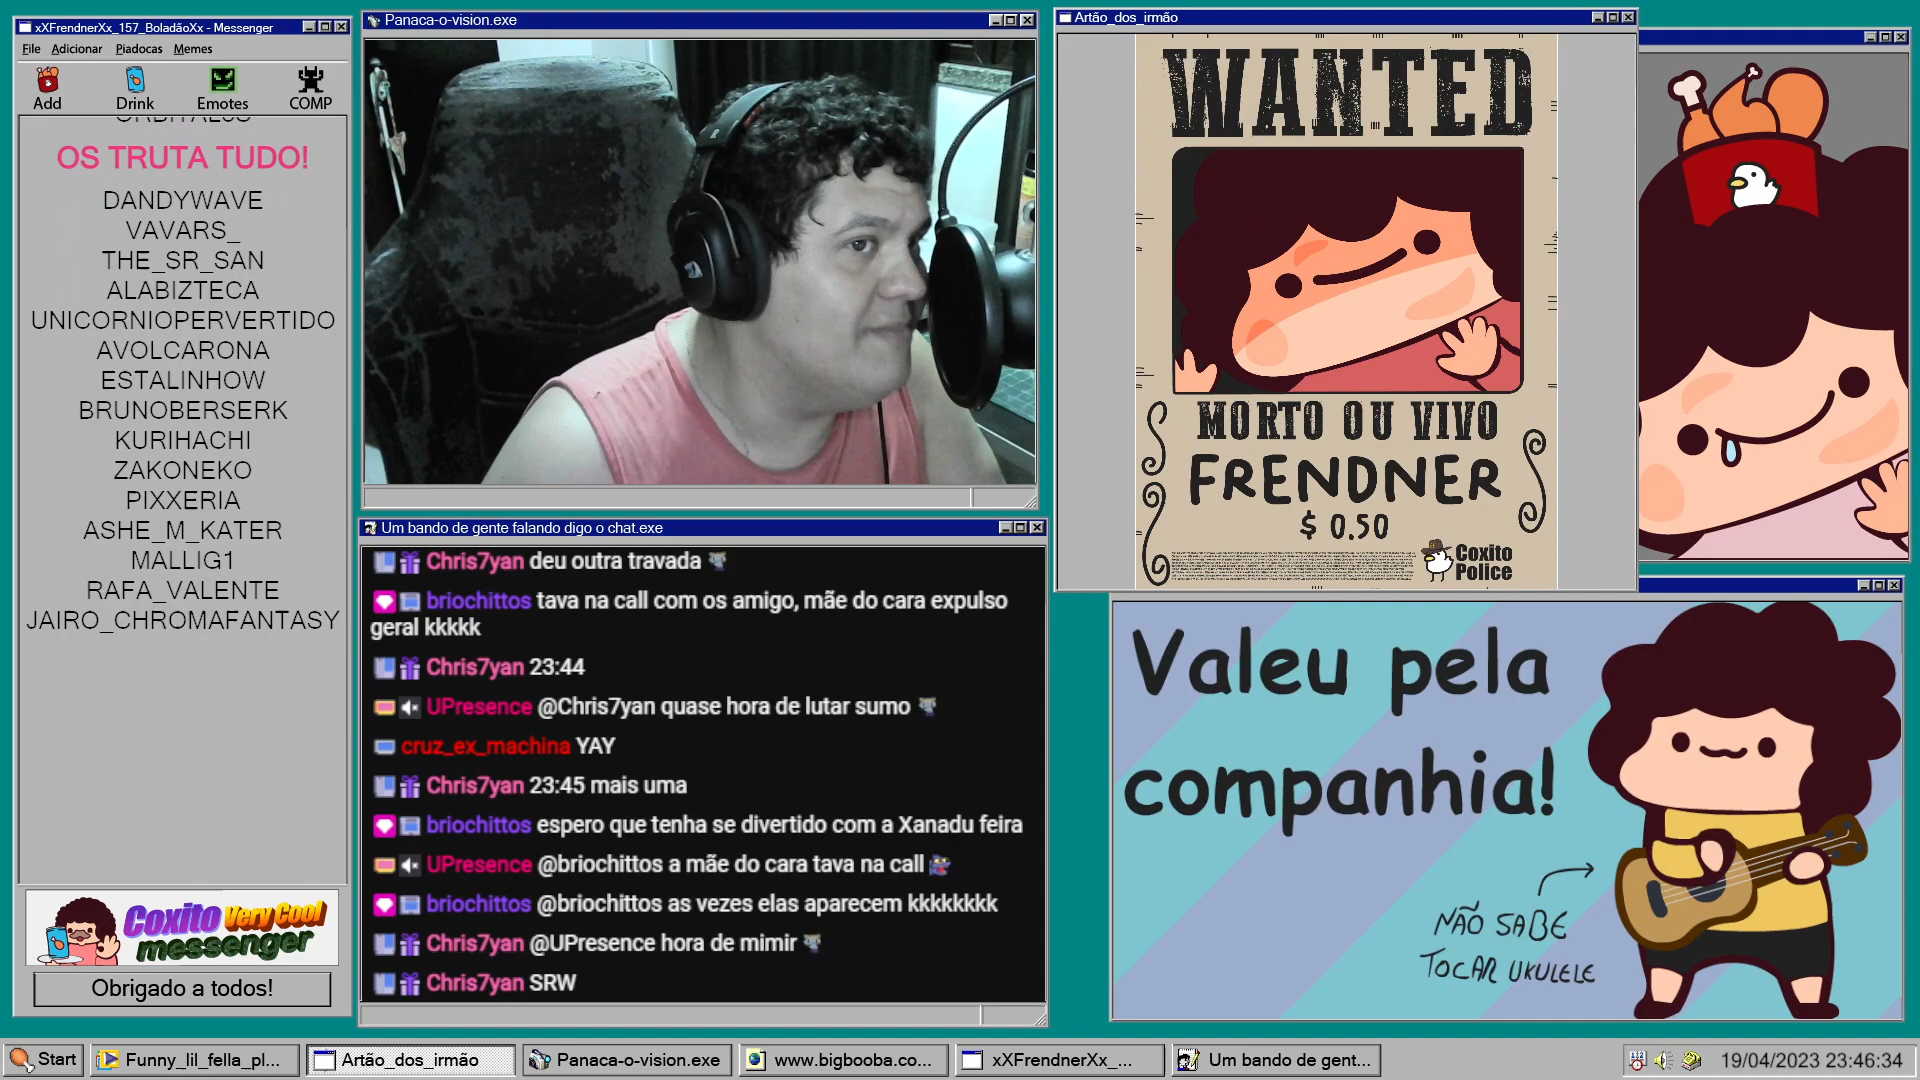 xXFrendnerXx_157_BoladãoXx - Messenger
File Adicionar Piadocas Memes
Add Drink Emotes COMP
OS TRUTA TUDO!
DANDYWAVE
VAVARS_
THE_SR_SAN
ALABIZTECA
UNICORNIOPERVERTIDO
AVOLCARONA
ESTALINHOW
BRUNOBERSERK
KURIHACHI
ZAKONEKO
PIXXERIA
ASHE_M_KATER
MALLIG1
RAFA_VALENTE
JAIRO_CHROMAFANTASY
Coxito Very Cool
messenger
Obrigado a todos!
Panaca-o-vision.exe
Um bando de gente falando digo o chat.exe
Chris7yan deu outra travada
briochittos tava na call com os amigo, mãe do cara expulso
geral kkkkk
Chris7yan 23:44
UPresence @Chris7yan quase hora de lutar sumo
cruz_ex_machina YAY
Chris7yan 23:45 mais uma
briochittos espero que tenha se divertido com a Xanadu feira
UPresence @briochittos a mãe do cara tava na call
briochittos @briochittos as vezes elas aparecem kkkkkkkk
Chris7yan @UPresence hora de mimir
Chris7yan SRW
Artão_dos_irmão
WANTED
MORTO OU VIVO
FRENDNER
$ 0.50
Coxito
Police
Valeu pela
companhia!
NÃO SABE
TOCAR UKULELE
Start Funny_lil_fella_pl... Artão_dos_irmão Panaca-o-vision.exe www.bigbooba.co... xXFrendnerXx_... Um bando de gent... 19/04/2023 23:46:34